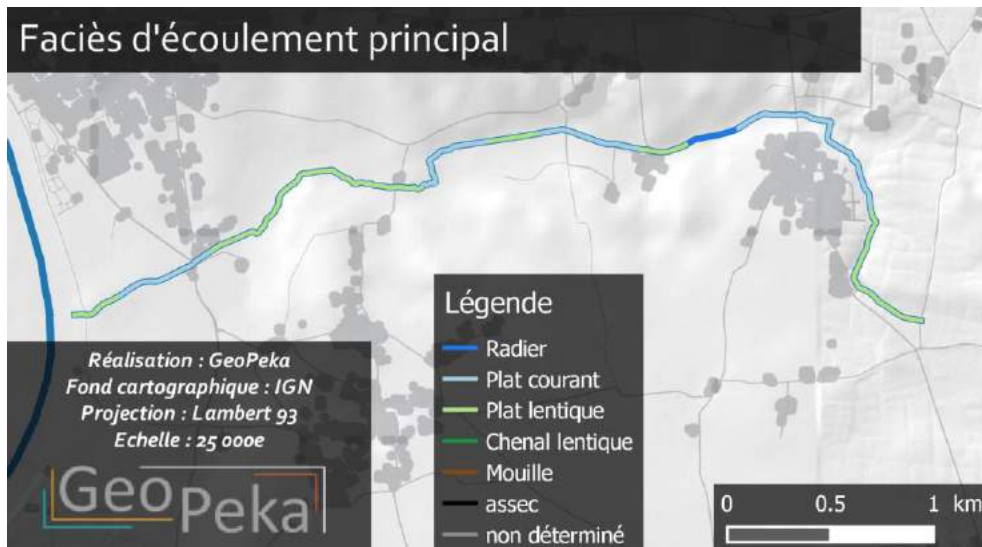 Faciès d'écoulement principal
Légende
Radier
Plat courant
Plat lentique
Chenal lentique
Mouille
assec
non déterminé
Réalisation : GeoPeka
Fond cartographique : IGN
Projection : Lambert 93
Echelle : 25 000e
GeoPeka
0 0.5 1 km